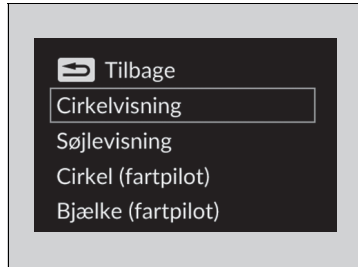 Tilbage
Cirkelvisning
Søjlevisning
Cirkel (fartpilot)
Bjælke (fartpilot)